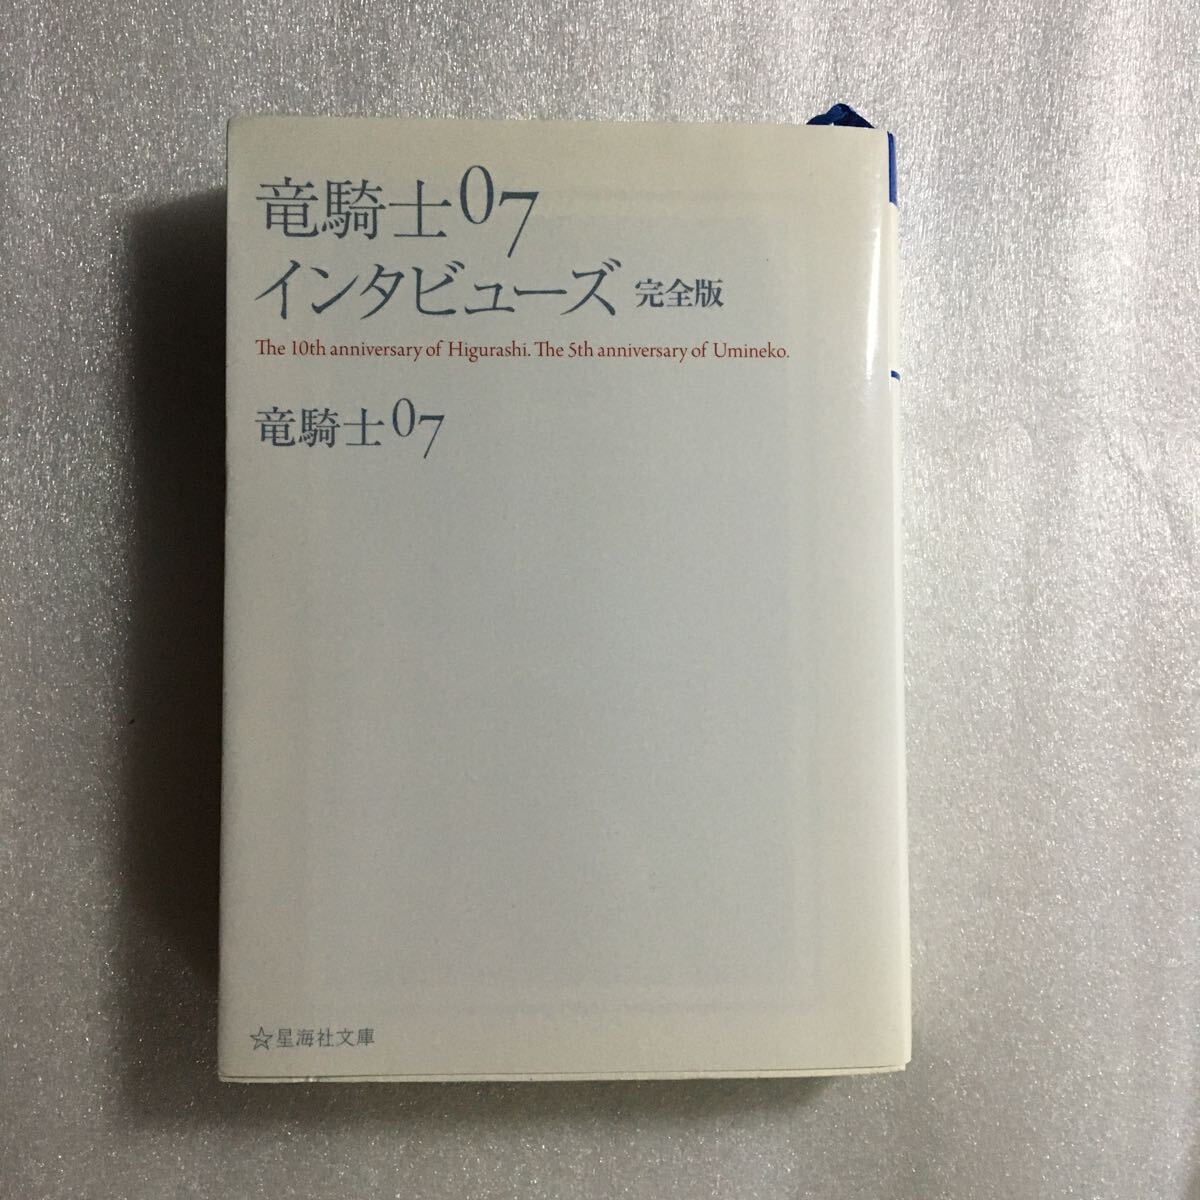 竜騎士07
インタビューズ 完全版
The 10th anniversary of Higurashi. The 5th anniversary of Umineko.
竜騎士07
☆星海社文庫